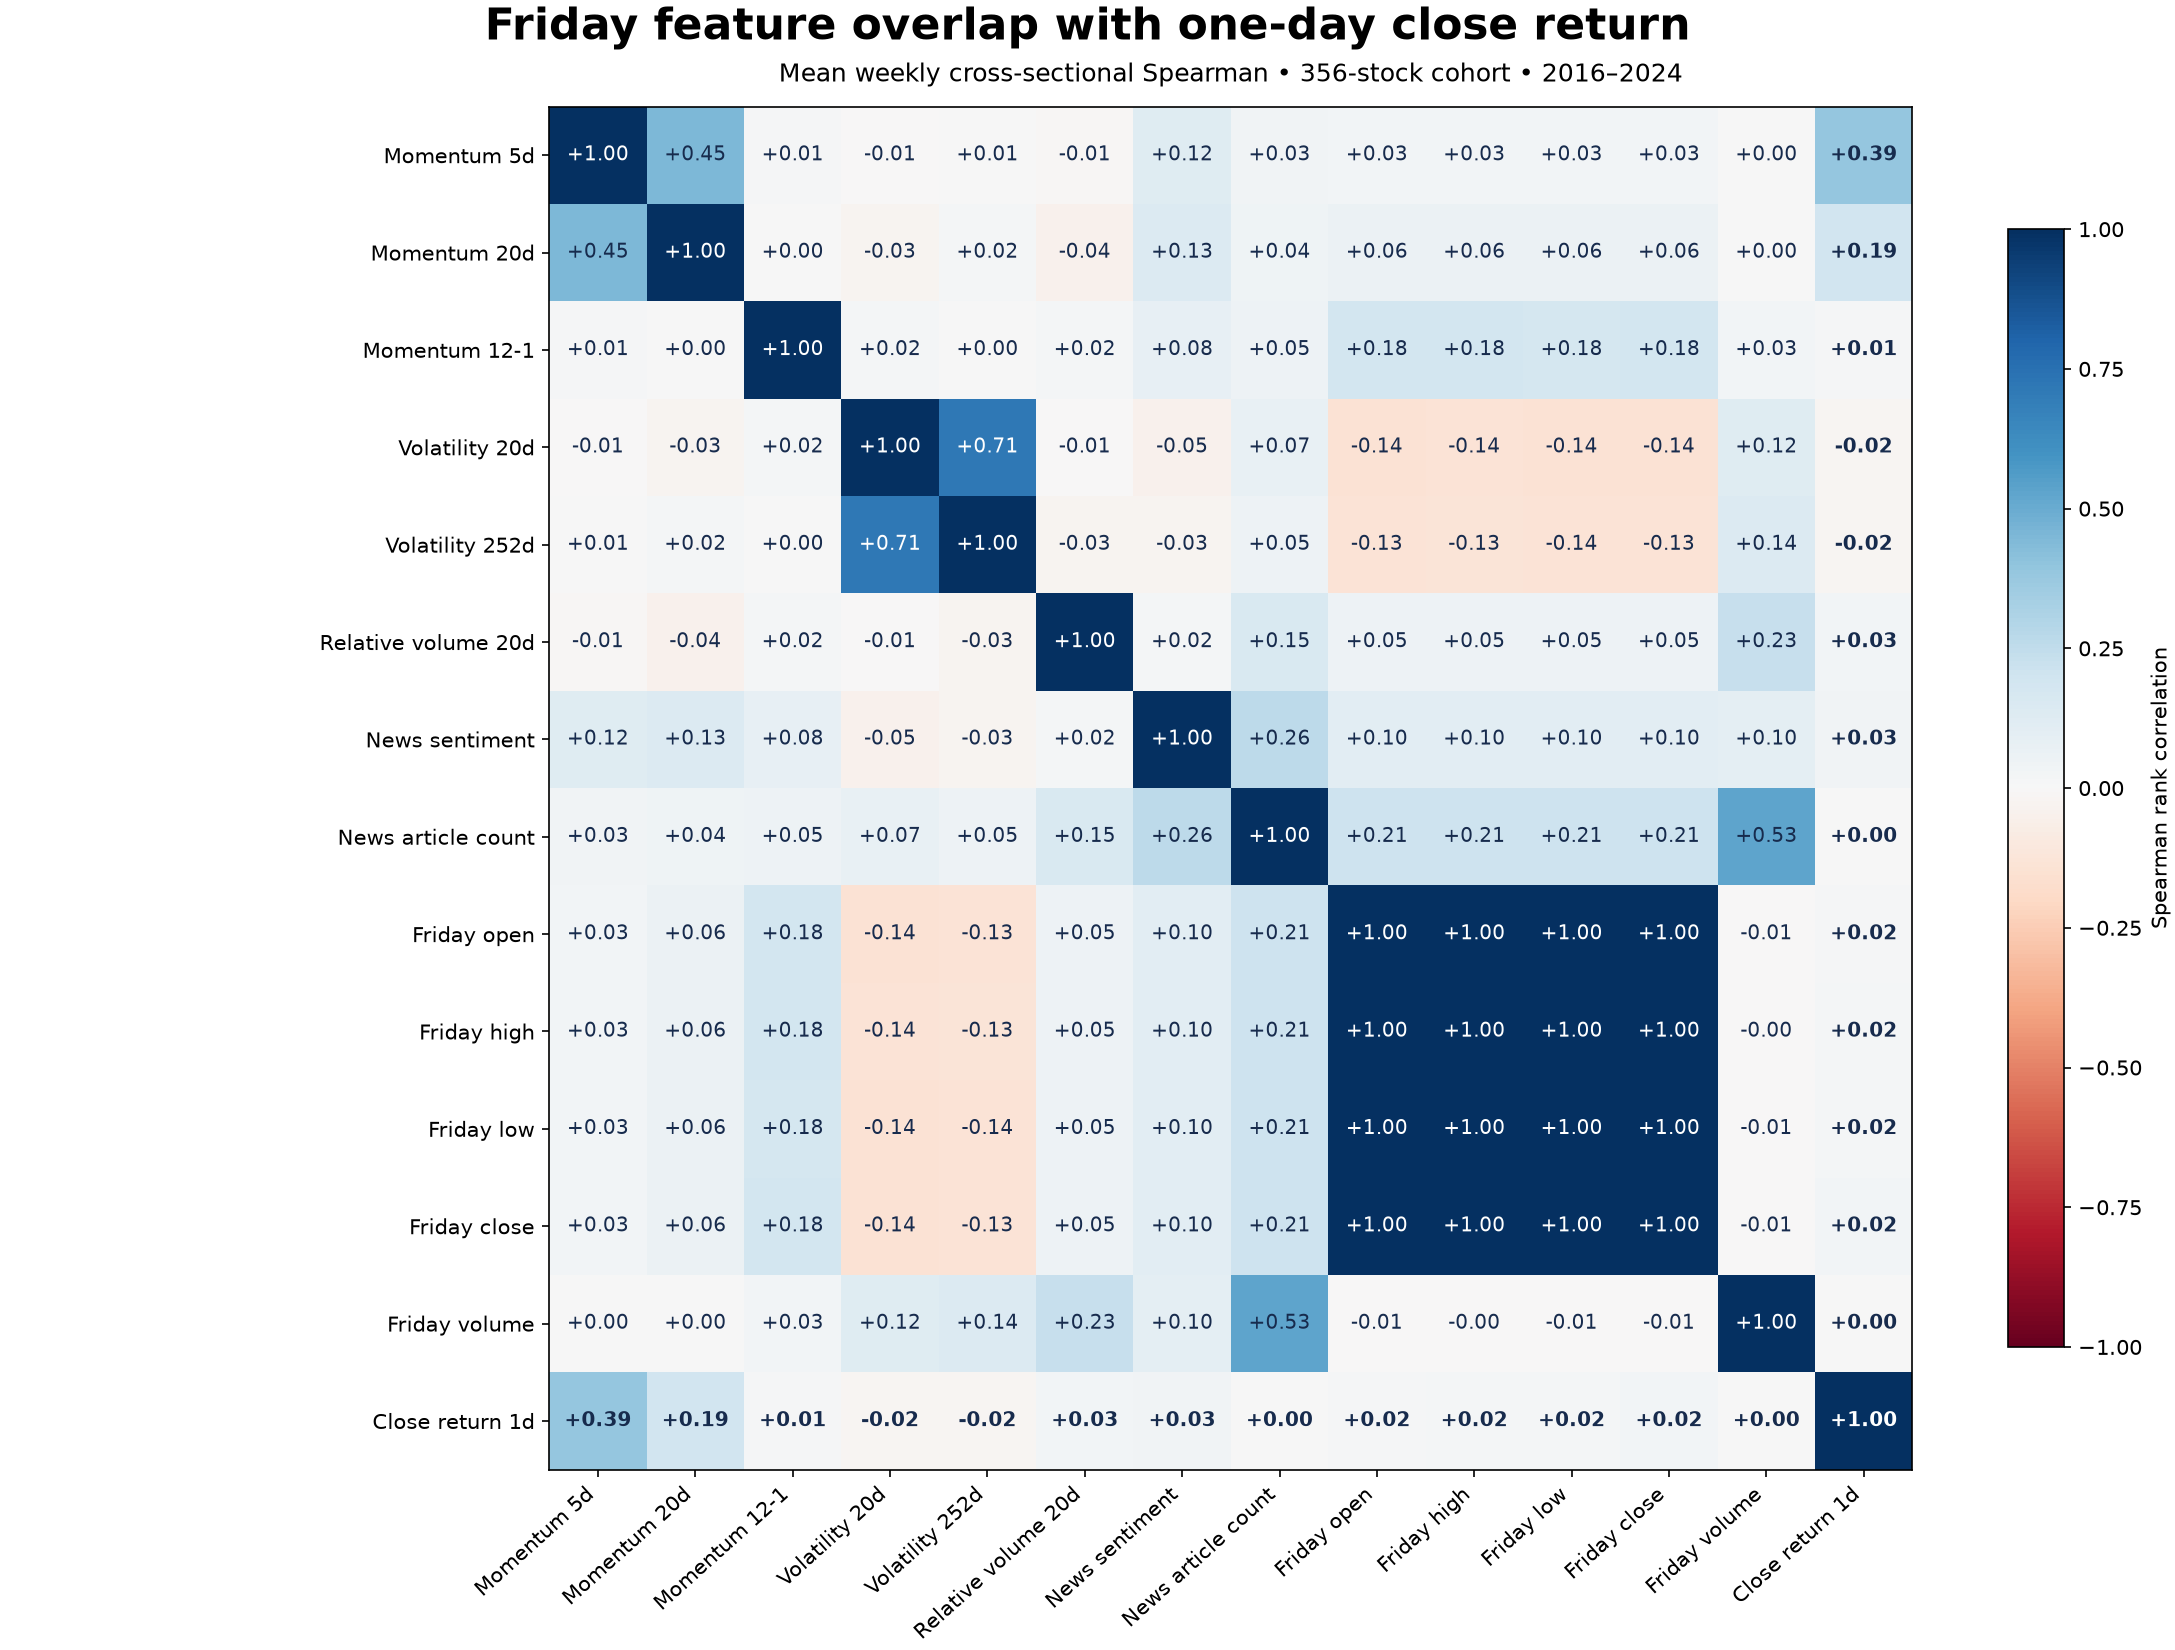 Friday feature overlap with one-day close return
Mean weekly cross-sectional Spearman • 356-stock cohort • 2016–2024
Momentum 5d +1.00 +0.45 +0.01 -0.01 +0.01 -0.01 +0.12 +0.03 +0.03 +0.03 +0.03 +0.03 +0.00 +0.39
Momentum 20d +0.45 +1.00 +0.00 -0.03 +0.02 -0.04 +0.13 +0.04 +0.06 +0.06 +0.06 +0.06 +0.00 +0.19
Momentum 12-1 +0.01 +0.00 +1.00 +0.02 +0.00 +0.02 +0.08 +0.05 +0.18 +0.18 +0.18 +0.18 +0.03 +0.01
Volatility 20d -0.01 -0.03 +0.02 +1.00 +0.71 -0.01 -0.05 +0.07 -0.14 -0.14 -0.14 -0.14 +0.12 -0.02
Volatility 252d +0.01 +0.02 +0.00 +0.71 +1.00 -0.03 -0.03 +0.05 -0.13 -0.13 -0.14 -0.13 +0.14 -0.02
Relative volume 20d -0.01 -0.04 +0.02 -0.01 -0.03 +1.00 +0.02 +0.15 +0.05 +0.05 +0.05 +0.05 +0.23 +0.03
News sentiment +0.12 +0.13 +0.08 -0.05 -0.03 +0.02 +1.00 +0.26 +0.10 +0.10 +0.10 +0.10 +0.10 +0.03
News article count +0.03 +0.04 +0.05 +0.07 +0.05 +0.15 +0.26 +1.00 +0.21 +0.21 +0.21 +0.21 +0.53 +0.00
Friday open +0.03 +0.06 +0.18 -0.14 -0.13 +0.05 +0.10 +0.21 +1.00 +1.00 +1.00 +1.00 -0.01 +0.02
Friday high +0.03 +0.06 +0.18 -0.14 -0.13 +0.05 +0.10 +0.21 +1.00 +1.00 +1.00 +1.00 -0.00 +0.02
Friday low +0.03 +0.06 +0.18 -0.14 -0.14 +0.05 +0.10 +0.21 +1.00 +1.00 +1.00 +1.00 -0.01 +0.02
Friday close +0.03 +0.06 +0.18 -0.14 -0.13 +0.05 +0.10 +0.21 +1.00 +1.00 +1.00 +1.00 -0.01 +0.02
Friday volume +0.00 +0.00 +0.03 +0.12 +0.14 +0.23 +0.10 +0.53 -0.01 -0.00 -0.01 -0.01 +1.00 +0.00
Close return 1d +0.39 +0.19 +0.01 -0.02 -0.02 +0.03 +0.03 +0.00 +0.02 +0.02 +0.02 +0.02 +0.00 +1.00
Momentum 5d
Momentum 20d
Momentum 12-1
Volatility 20d
Volatility 252d
Relative volume 20d
News sentiment
News article count
Friday open
Friday high
Friday low
Friday close
Friday volume
Close return 1d
1.00
0.75
0.50
0.25
0.00
−0.25
−0.50
−0.75
−1.00
Spearman rank correlation